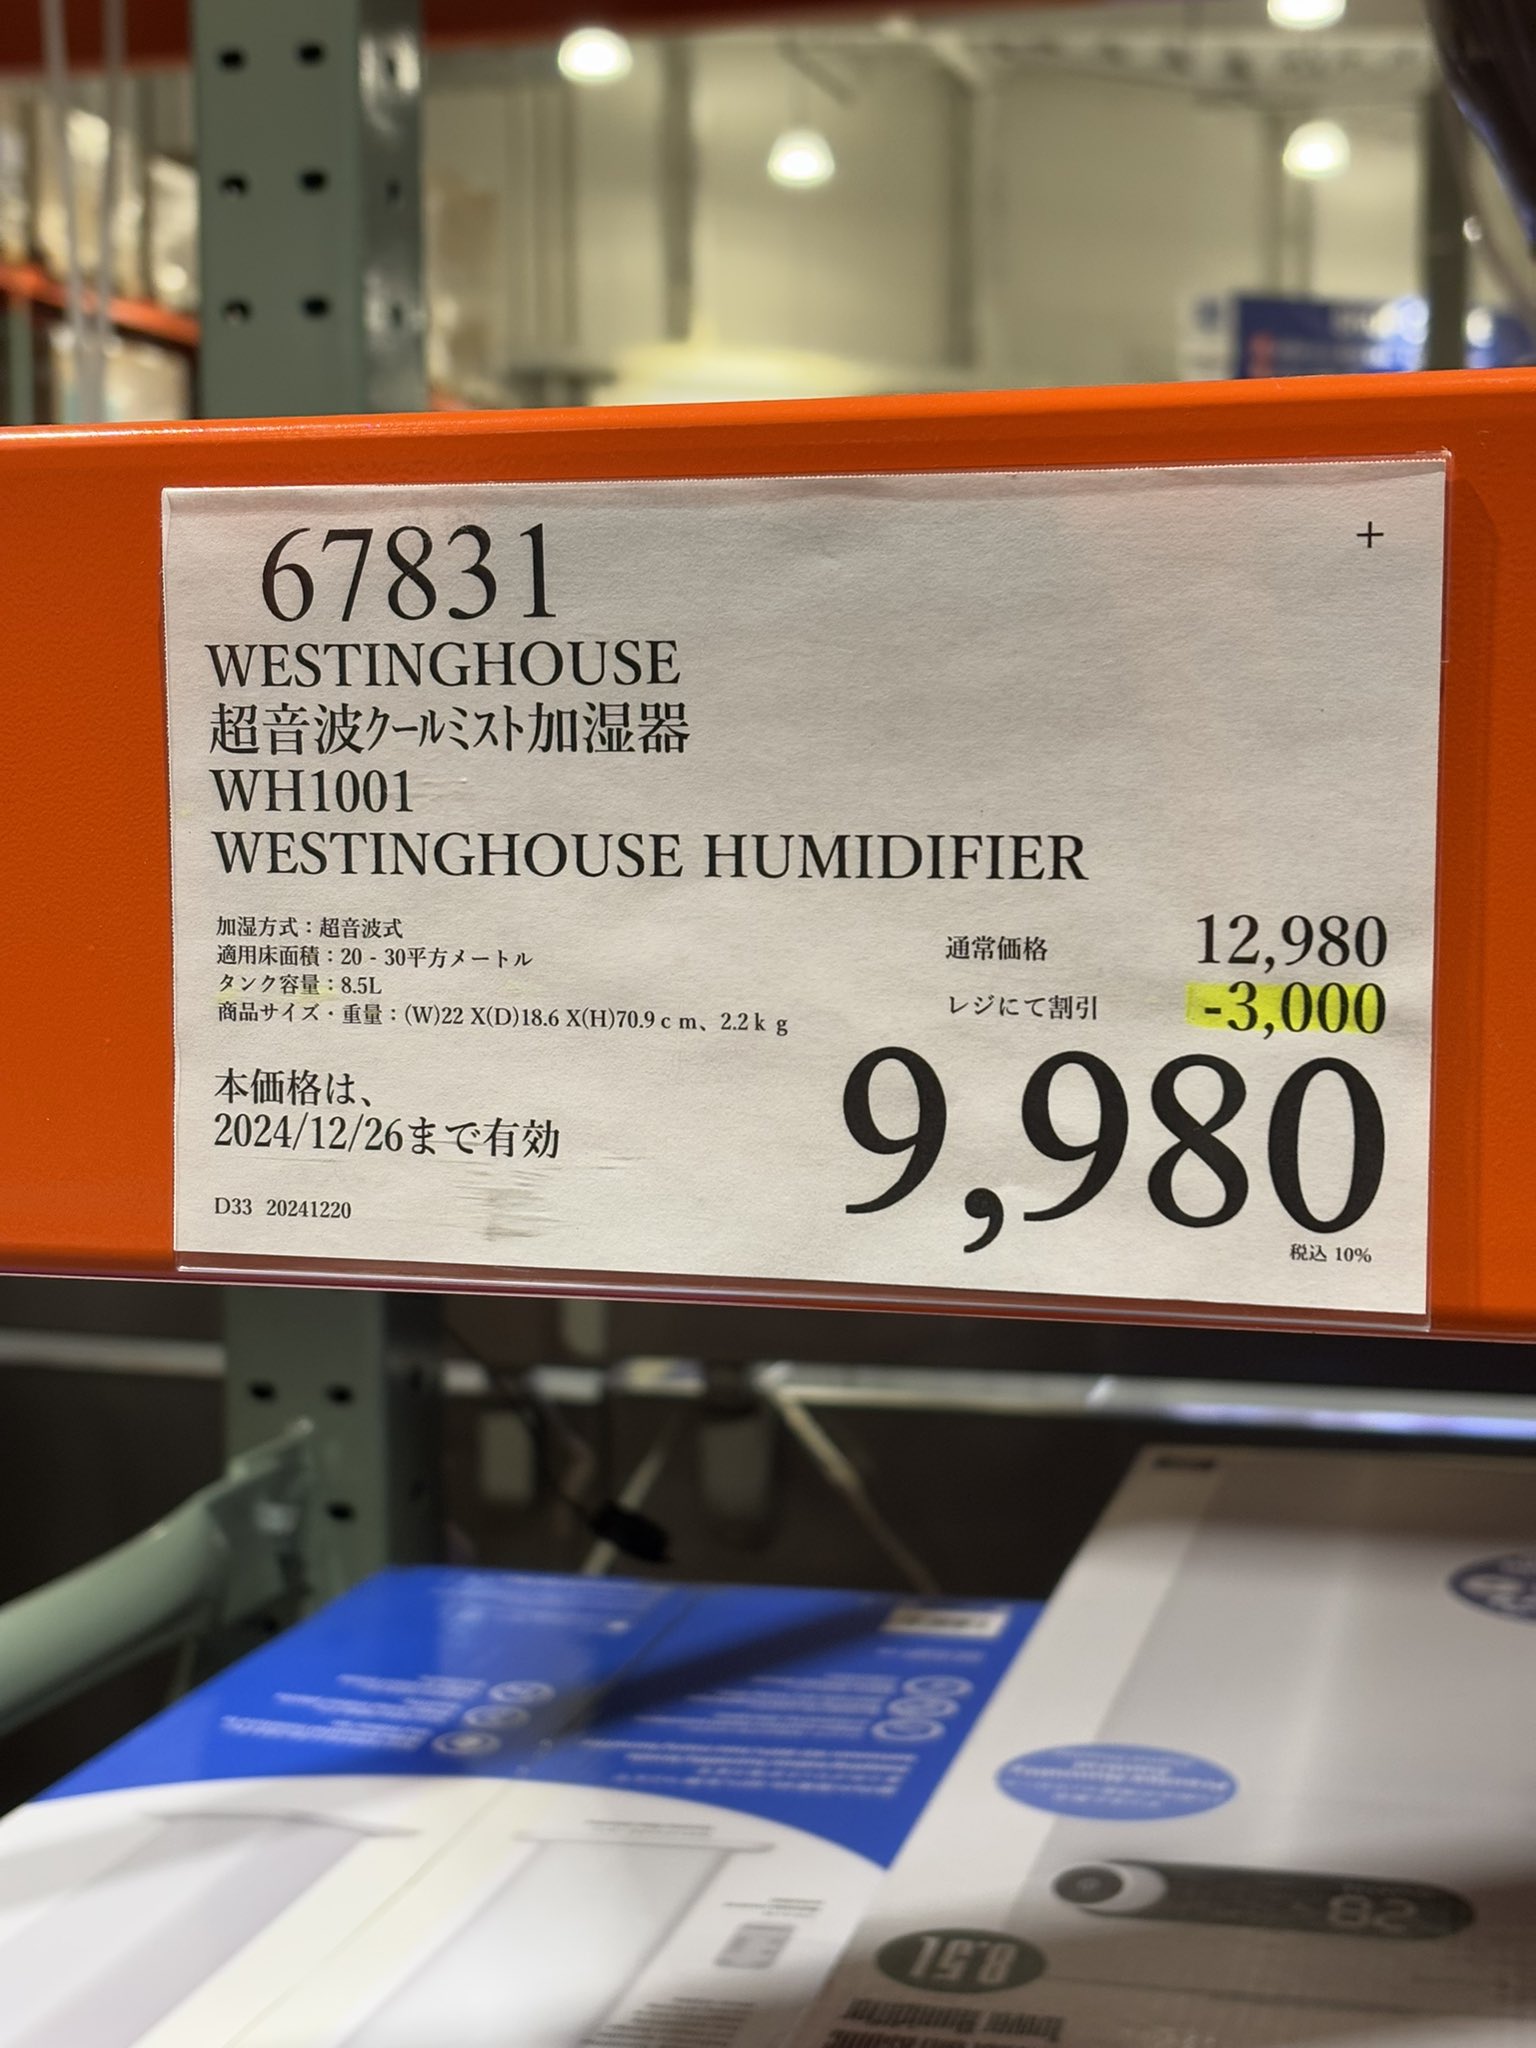 +
67831
WESTINGHOUSE
超音波ｸｰﾙﾐｽﾄ加湿器
WH1001
WESTINGHOUSE HUMIDIFIER
加湿方式：超音波式
適用床面積：20 - 30平方メートル
タンク容量：8.5L
商品サイズ・重量：(W)22 X(D)18.6 X(H)70.9ｃｍ、2.2ｋｇ
通常価格 12,980
レジにて割引 -3,000
9,980
税込 10%
本価格は、
2024/12/26まで有効
D33 20241220
82
8.5L